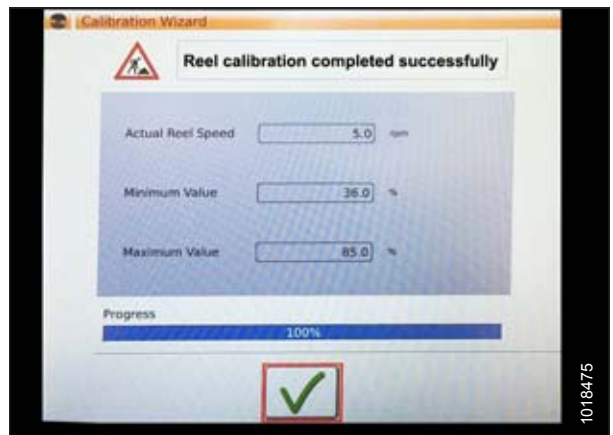 Calibration Wizard
Reel calibration completed successfully
Actual Reel Speed 5.0 rpm
Minimum Value 36.0 %
Maximum Value 85.0 %
Progress
100%
1018475